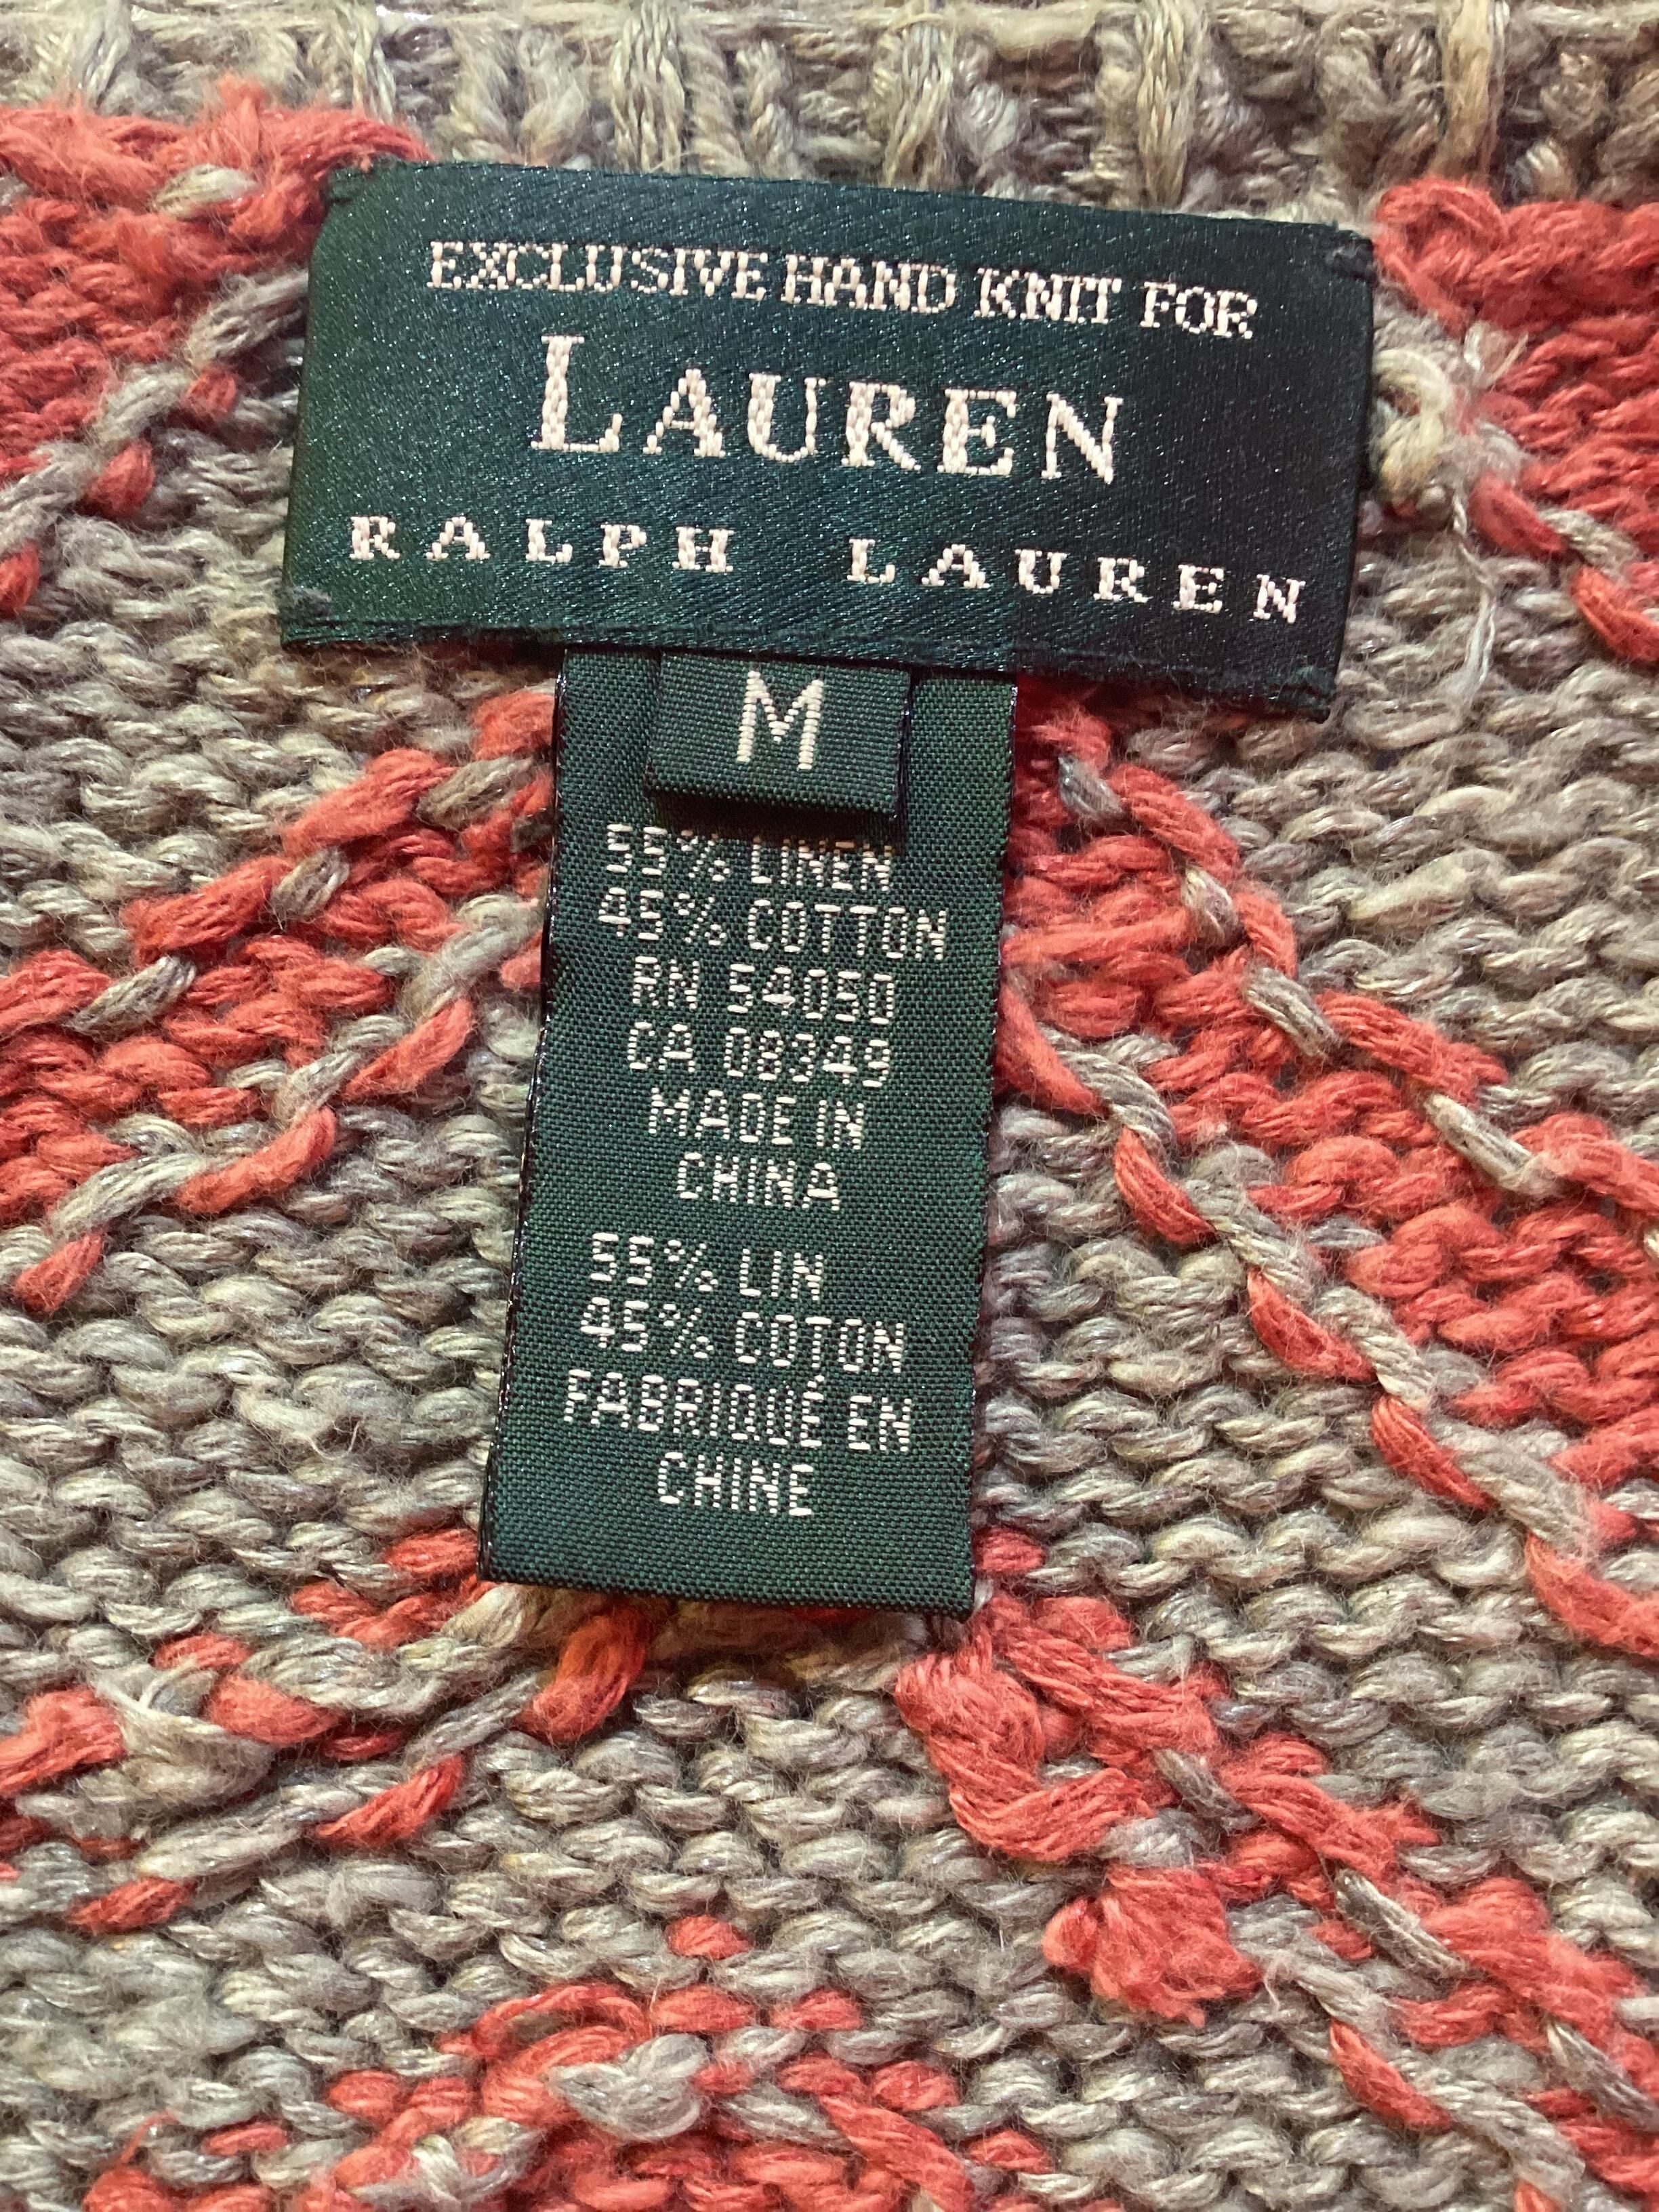 EXCLUSIVE HAND KNIT FOR
LAUREN
RALPH LAUREN
M
55% LINEN
45% COTTON
RN 54050
CA 08349
MADE IN
CHINA
55% LIN
45% COTON
FABRIQUÉ EN
CHINE